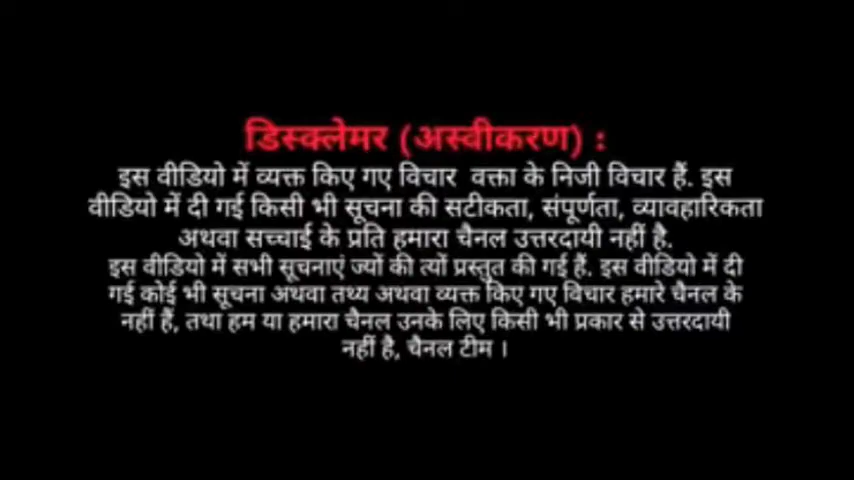 डिस्क्लेमर (अस्वीकरण) :
इस वीडियो में व्यक्त किए गए विचार वक्ता के निजी विचार हैं. इस
वीडियो में दी गई किसी भी सूचना की सटीकता, संपूर्णता, व्यावहारिकता
अथवा सच्चाई के प्रति हमारा चैनल उत्तरदायी नहीं है.
इस वीडियो में सभी सूचनाएं ज्यों की त्यों प्रस्तुत की गई हैं. इस वीडियो में दी
गई कोई भी सूचना अथवा तथ्य अथवा व्यक्त किए गए विचार हमारे चैनल के
नहीं हैं, तथा हम या हमारा चैनल उनके लिए किसी भी प्रकार से उत्तरदायी
नहीं है, चैनल टीम ।